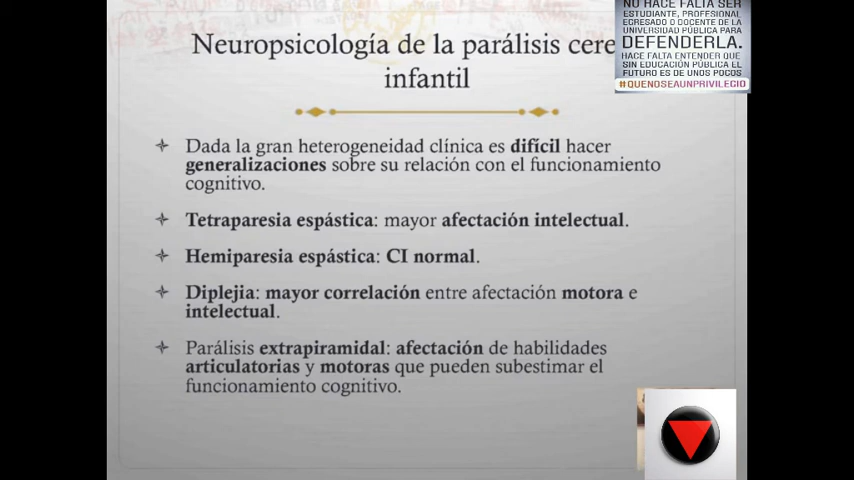 NO HACE FALTA SER
ESTUDIANTE, PROFESIONAL
EGRESADO O DOCENTE DE LA
UNIVERSIDAD PÚBLICA PARA
DEFENDERLA.
HACE FALTA ENTENDER QUE
SIN EDUCACIÓN PÚBLICA EL
FUTURO ES DE UNOS POCOS
#QUENOSEAUNPRIVILEGIO
Neuropsicología de la parálisis cere
infantil
Dada la gran heterogeneidad clínica es difícil hacer
generalizaciones sobre su relación con el funcionamiento
cognitivo.
Tetraparesia espástica: mayor afectación intelectual.
Hemiparesia espástica: CI normal.
Diplejia: mayor correlación entre afectación motora e
intelectual.
Parálisis extrapiramidal: afectación de habilidades
articulatorias y motoras que pueden subestimar el
funcionamiento cognitivo.